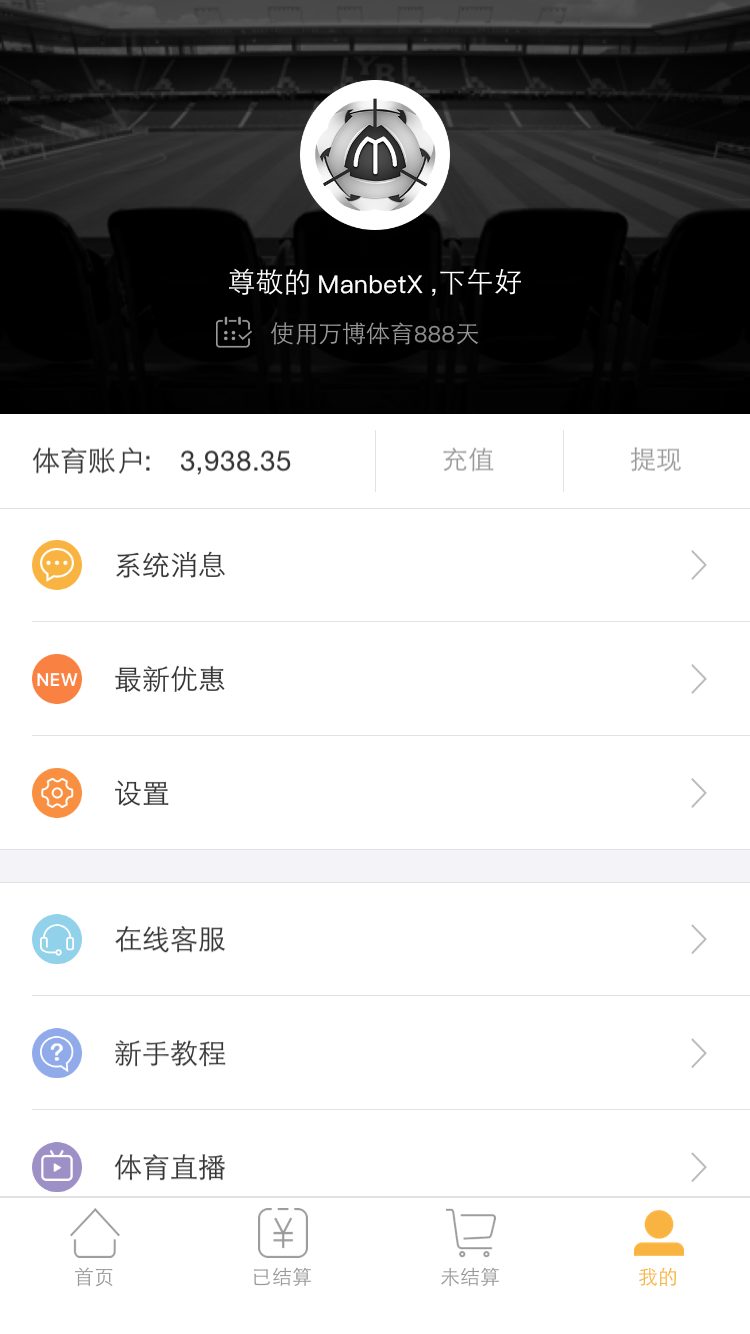 尊敬的 ManbetX ,下午好
使用万博体育888天
体育账户: 3,938.35 充值 提现
系统消息
NEW 最新优惠
设置
在线客服
? 新手教程
体育直播
首页 已结算 未结算 我的